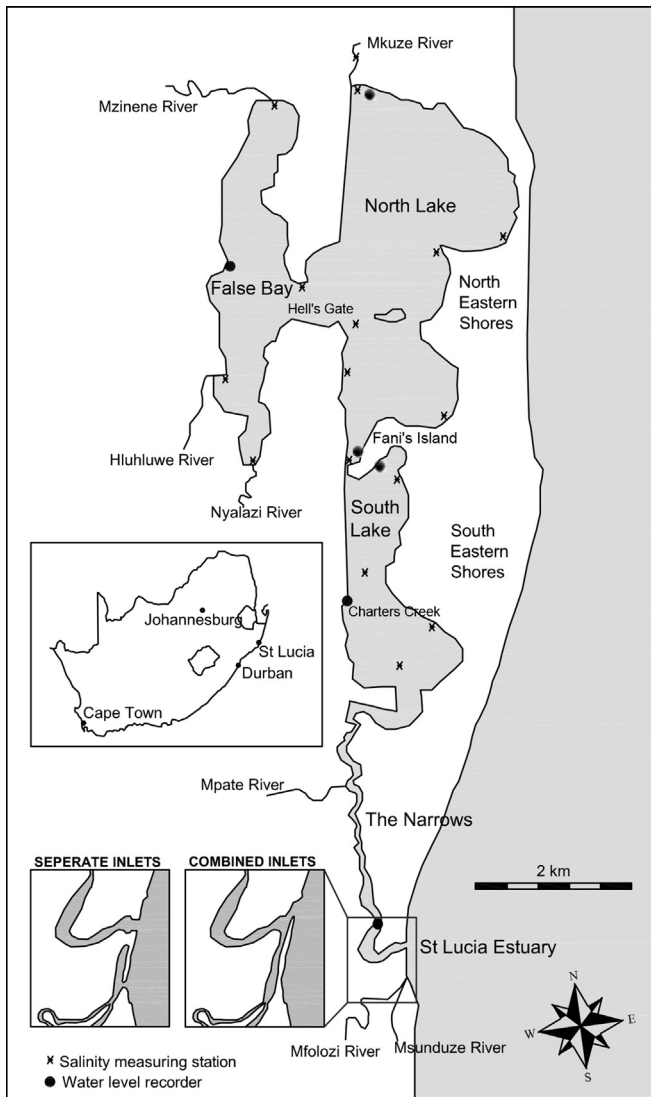 Mkuze River
Mzinene River
North Lake
False Bay
Hell's Gate
North
Eastern
Shores
Fani's Island
Hluhluwe River
Nyalazi River
South
Lake
South
Eastern
Shores
Charters Creek
Johannesburg
St Lucia
Durban
Cape Town
Mpate River
The Narrows
SEPERATE INLETS
COMBINED INLETS
2 km
St Lucia Estuary
N
W
E
S
Mfolozi River
Msunduze River
Salinity measuring station
Water level recorder